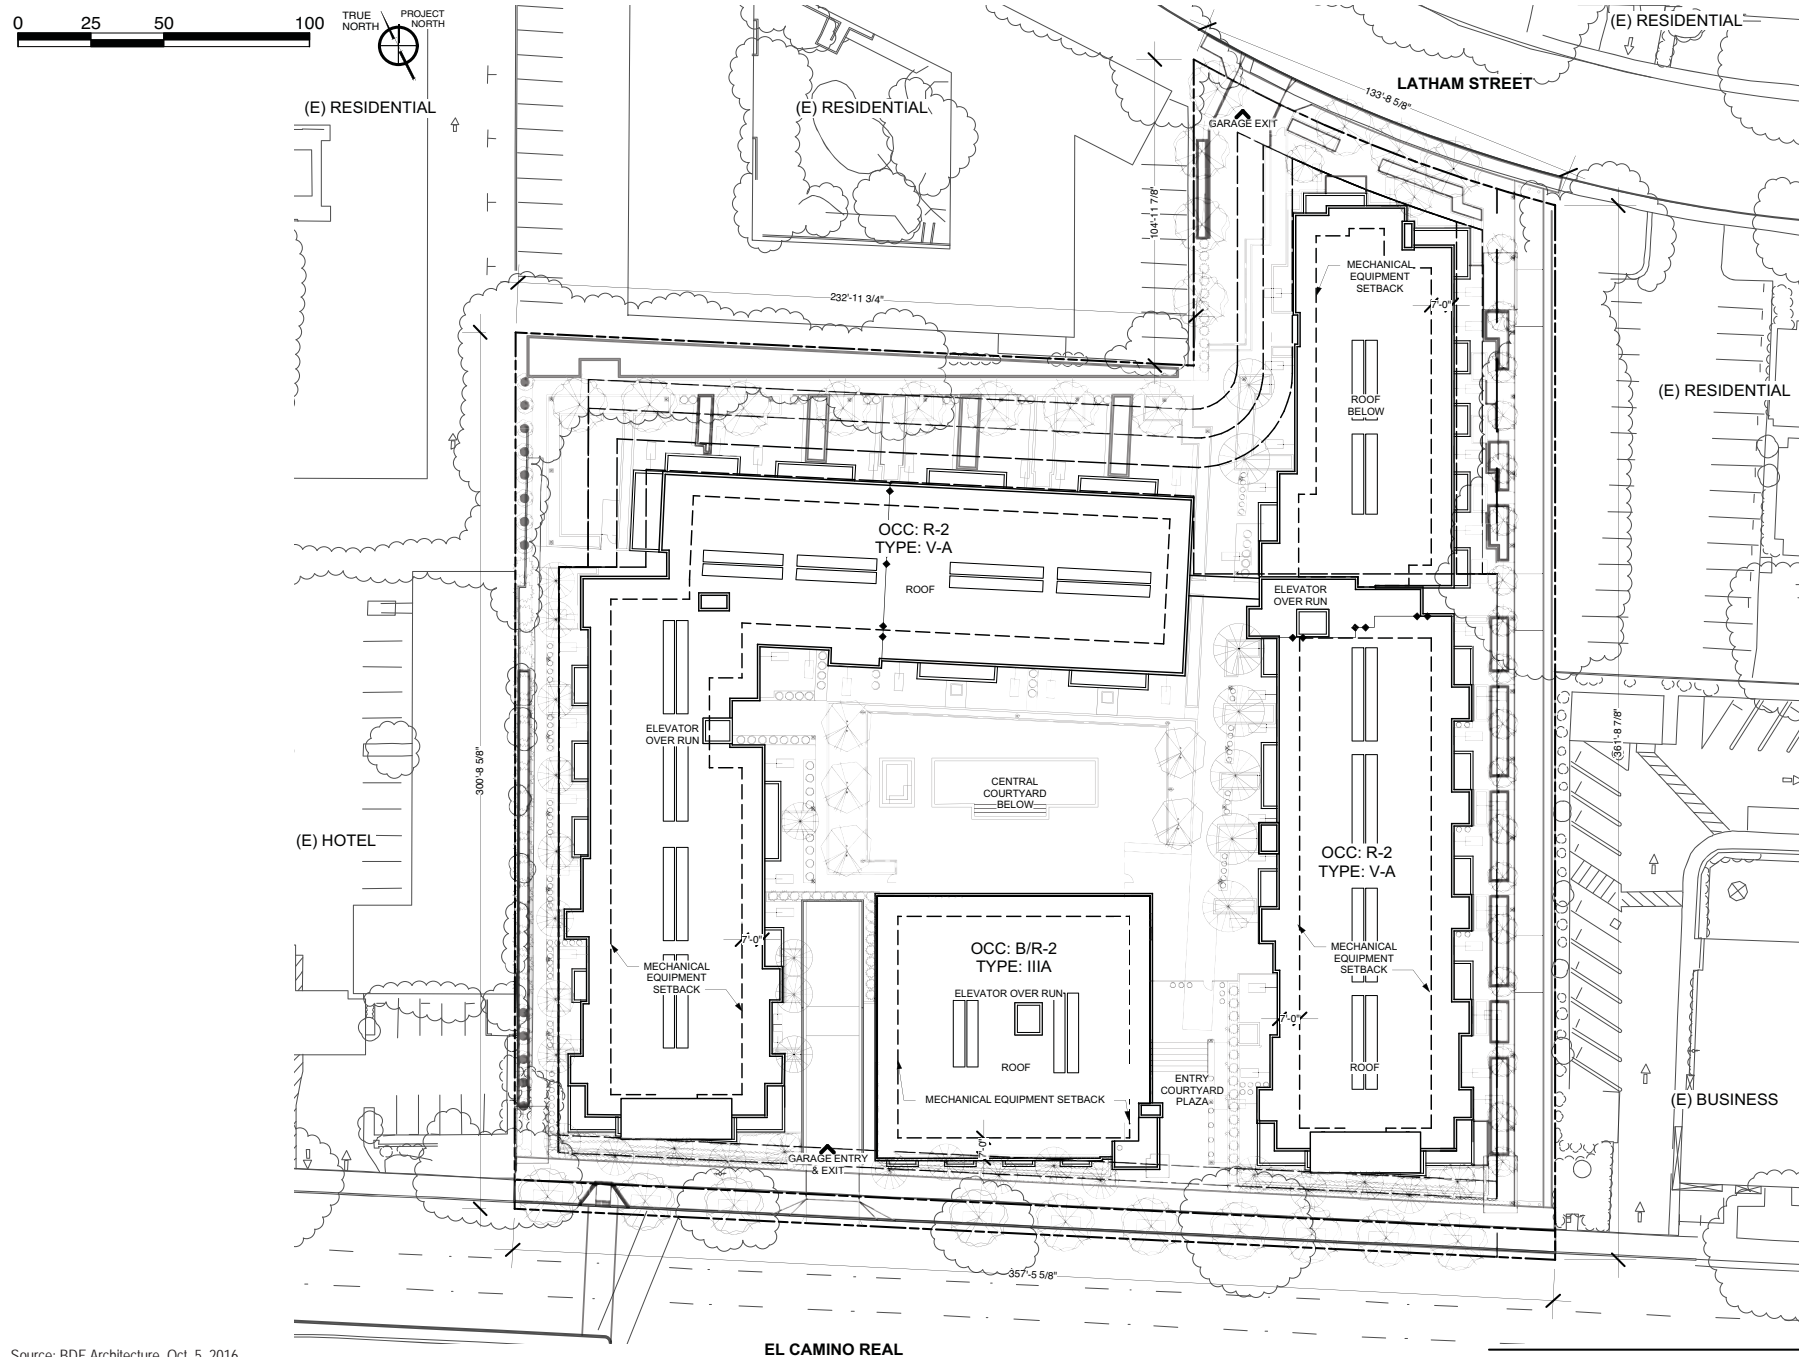 0 25 50 100
TRUE
NORTH
PROJECT
NORTH
(E) RESIDENTIAL
(E) RESIDENTIAL
(E) RESIDENTIAL
LATHAM STREET
133'-8 5/8"
GARAGE EXIT
104'-11 7/8"
232'-11 3/4"
MECHANICAL
EQUIPMENT
SETBACK
7'-0"
ROOF
BELOW
(E) RESIDENTIAL
OCC: R-2
TYPE: V-A
ROOF
ELEVATOR
OVER RUN
ELEVATOR
OVER RUN
300'-8 5/8"
361'-8 7/8"
CENTRAL
COURTYARD
BELOW
(E) HOTEL
OCC: R-2
TYPE: V-A
7'-0"
MECHANICAL
EQUIPMENT
SETBACK
OCC: B/R-2
TYPE: IIIA
ELEVATOR OVER RUN
ROOF
MECHANICAL EQUIPMENT SETBACK
7'-0"
MECHANICAL
EQUIPMENT
SETBACK
7'-0"
ROOF
ENTRY
COURTYARD
PLAZA
(E) BUSINESS
GARAGE ENTRY
& EXIT
357'-5 5/8"
EL CAMINO REAL
Source: BDE Architecture, Oct. 5, 2016